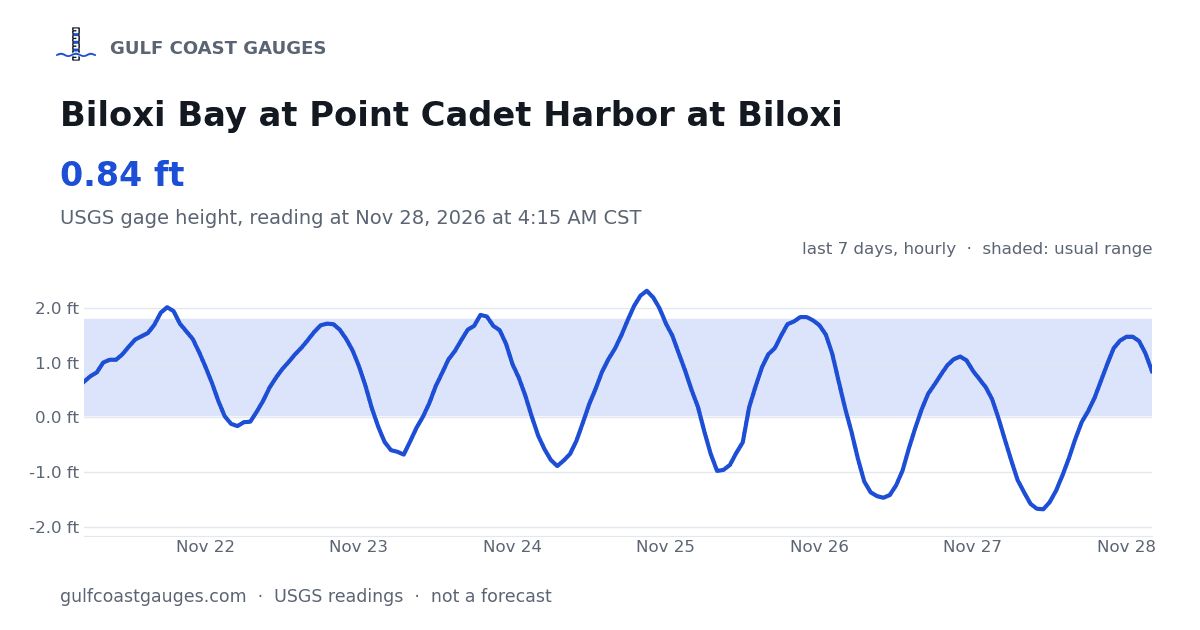 GULF COAST GAUGES
Biloxi Bay at Point Cadet Harbor at Biloxi
0.84 ft
USGS gage height, reading at Nov 28, 2026 at 4:15 AM CST
last 7 days, hourly · shaded: usual range
2.0 ft
1.0 ft
0.0 ft
-1.0 ft
-2.0 ft
Nov 22 Nov 23 Nov 24 Nov 25 Nov 26 Nov 27 Nov 28
gulfcoastgauges.com · USGS readings · not a forecast